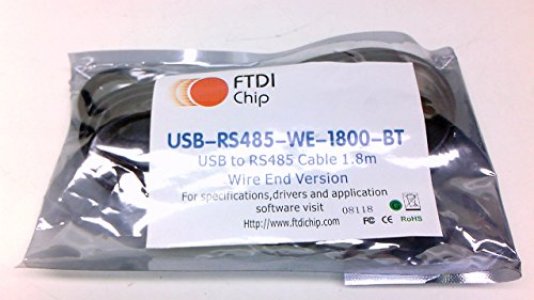 FTDI
Chip
USB-RS485-WE-1800-BT
USB to RS485 Cable 1.8m
Wire End Version
For specifications,drivers and application
software visit 08118
Http://www.ftdichip.com FC CE RoHS